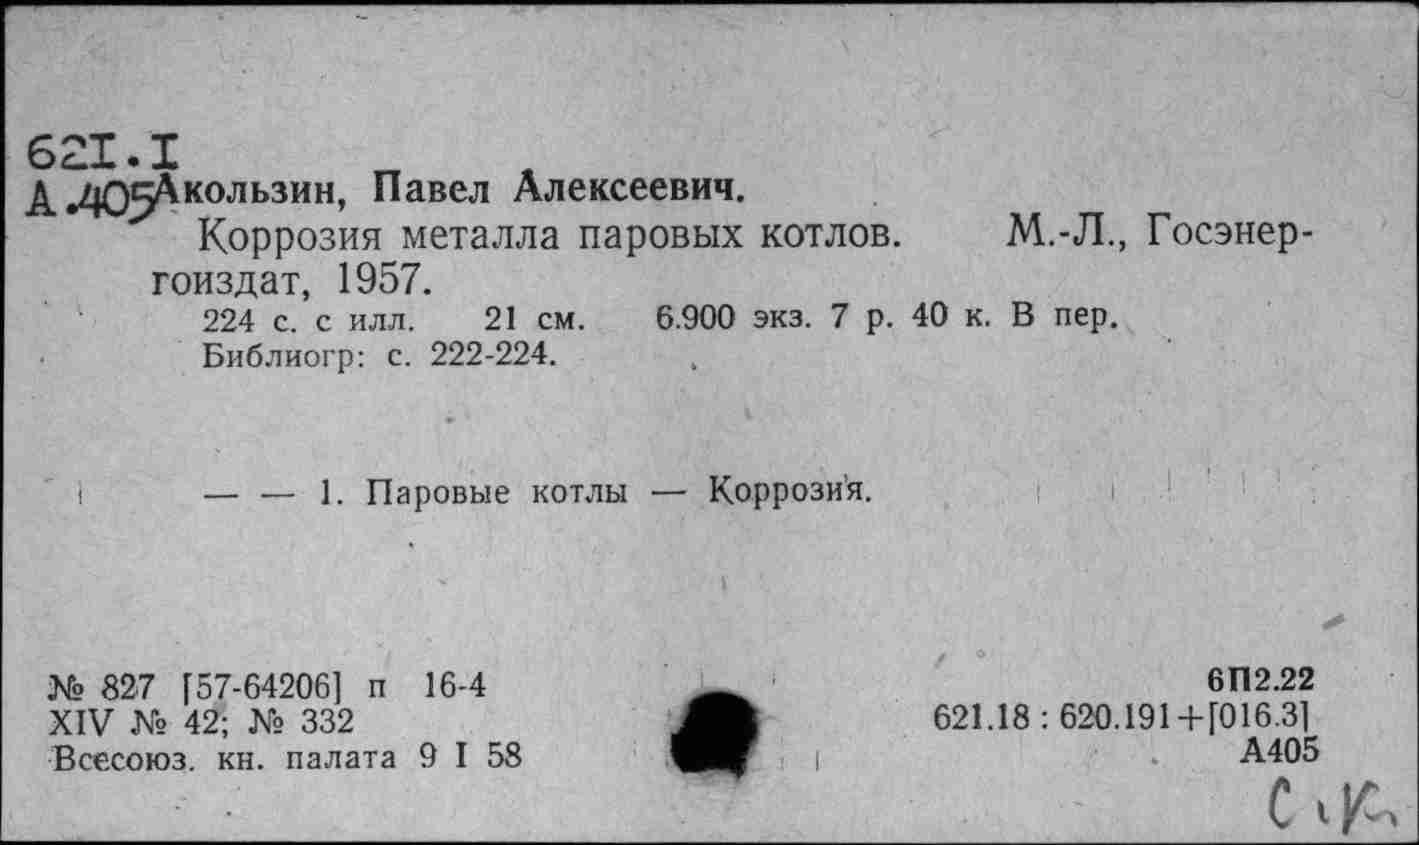 621.1
А.405 Акользин, Павел Алексеевич.
Коррозия металла паровых котлов. М.-Л., Госэнер-
гоиздат, 1957.
224 с. с илл. 21 см. 6.900 экз. 7 р. 40 к. В пер.
Библиогр: с. 222-224.
— — 1. Паровые котлы — Коррозия.
№ 827 [57-64206] п 16-4
XIV № 42; № 332
Всесоюз. кн. палата 9 I 58
6П2.22
621.18 : 620.191+[016.3]
А405